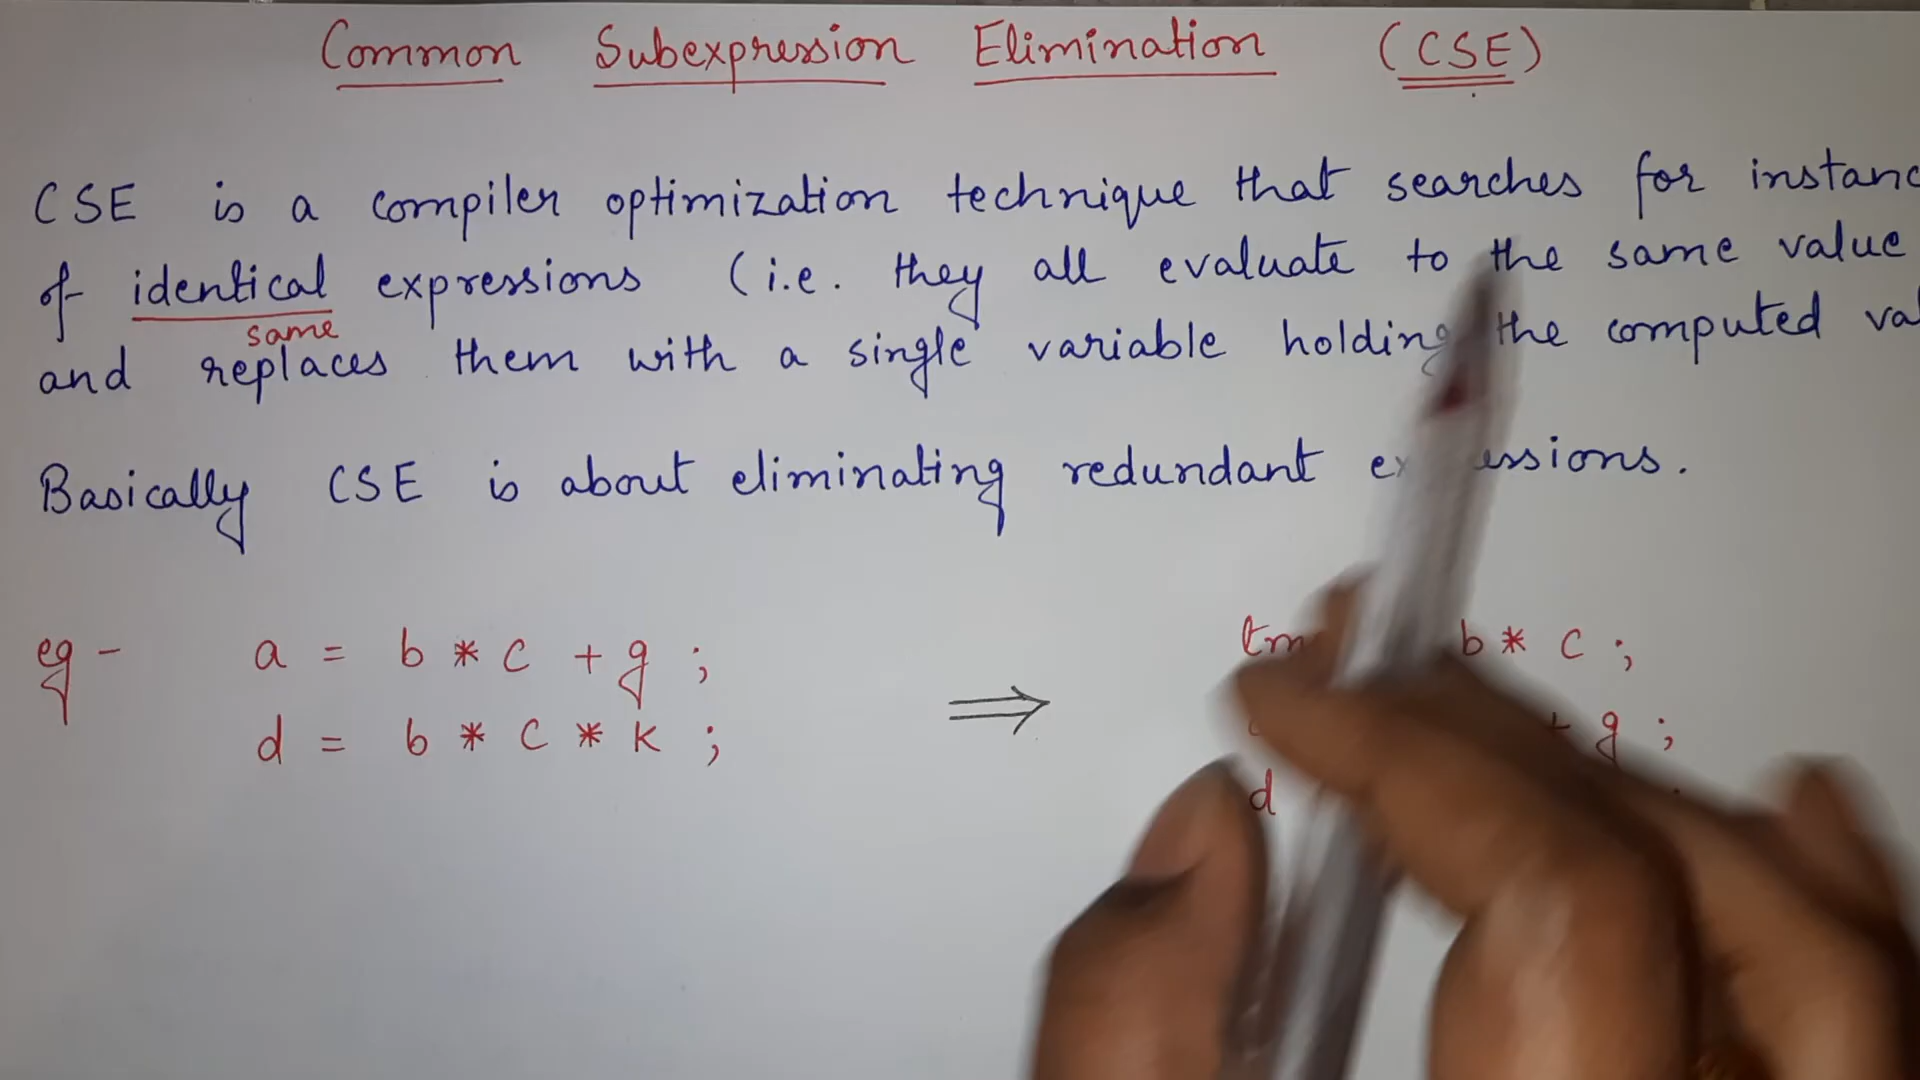 Common Subexpression Elimination (CSE)
CSE is a compiler optimization technique that searches for instanc
of identical expressions (i.e. they all evaluate to the same value
same
and replaces them with a single variable holding the computed va
Basically CSE is about eliminating redundant
eg - a = b * c + g ;
d = b * c * k ;
⇒
b * c ;
+ g ;
d